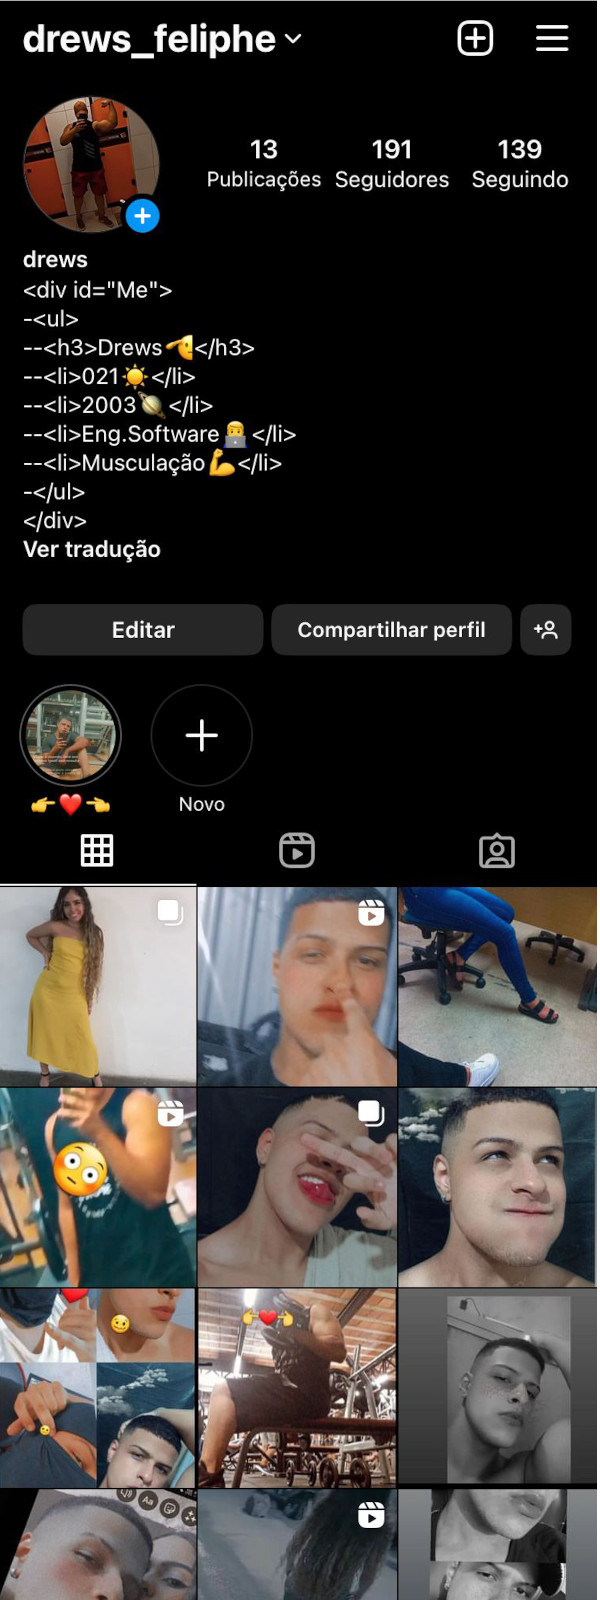 drews_feliphe
13 191 139
Publicações Seguidores Seguindo
drews
<div id="Me">
-<ul>
--<h3>Drews🫡</h3>
--<li>021☀️</li>
--<li>2003🪐</li>
--<li>Eng.Software👨‍💻</li>
--<li>Musculação💪</li>
-</ul>
</div>
Ver tradução
Editar Compartilhar perfil
👉❤️👈 Novo
Aa